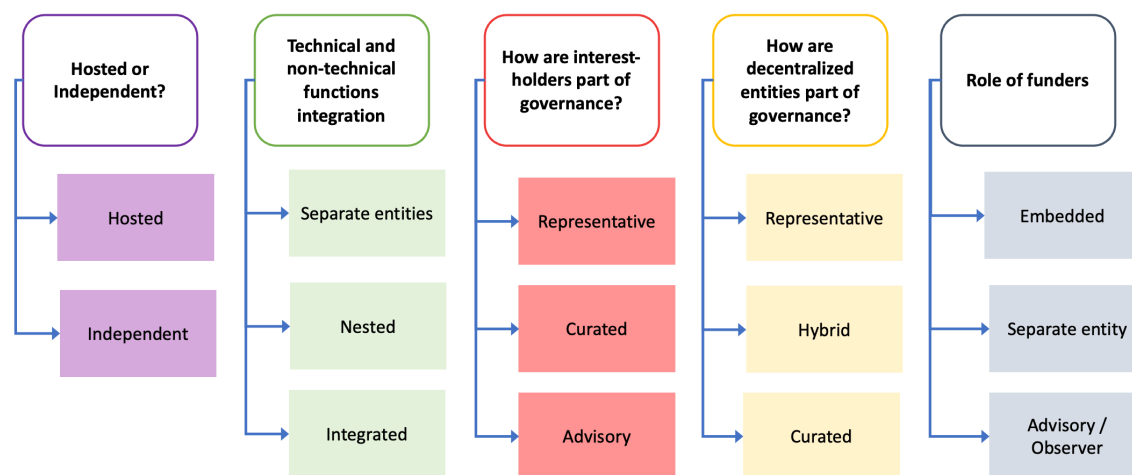 Hosted or
Independent?
Hosted
Independent
Technical and
non-technical
functions
integration
Separate entities
Nested
Integrated
How are interest-
holders part of
governance?
Representative
Curated
Advisory
How are
decentralized
entities part of
governance?
Representative
Hybrid
Curated
Role of funders
Embedded
Separate entity
Advisory /
Observer